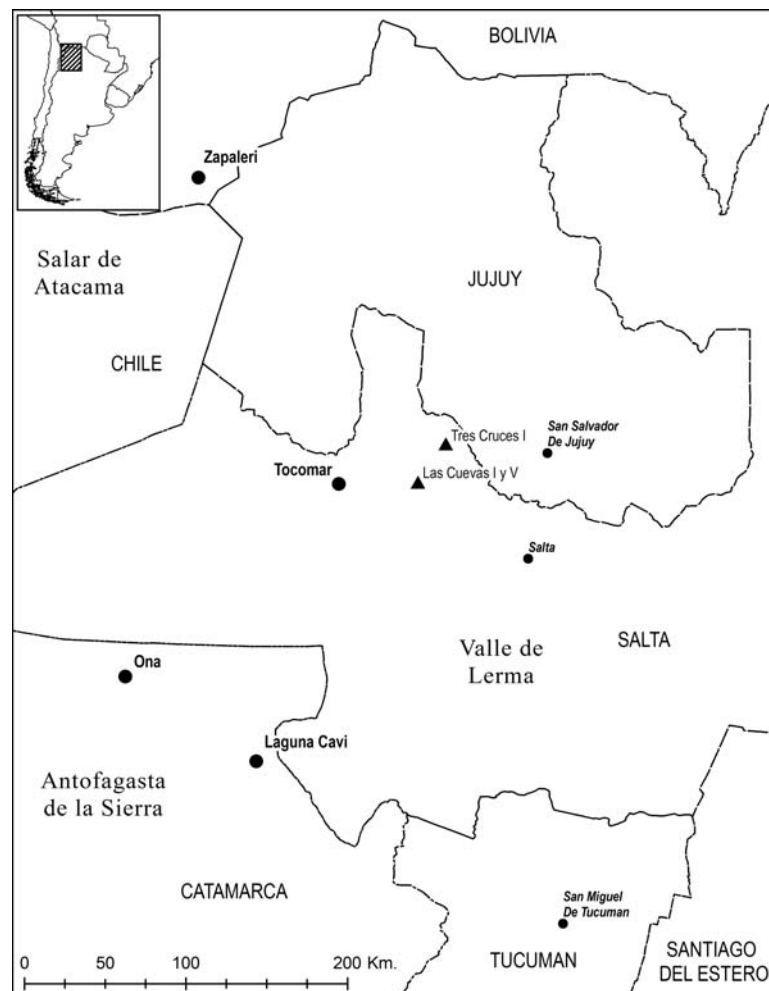 BOLIVIA
Zapaleri
Salar de
Atacama
JUJUY
CHILE
San Salvador
De Jujuy
Tres Cruces I
Tocomar
Las Cuevas I y V
Salta
SALTA
Valle de
Lerma
Ona
Laguna Cavi
Antofagasta
de la Sierra
CATAMARCA
San Miguel
De Tucuman
TUCUMAN
SANTIAGO
DEL ESTERO
0 50 100 200 Km.